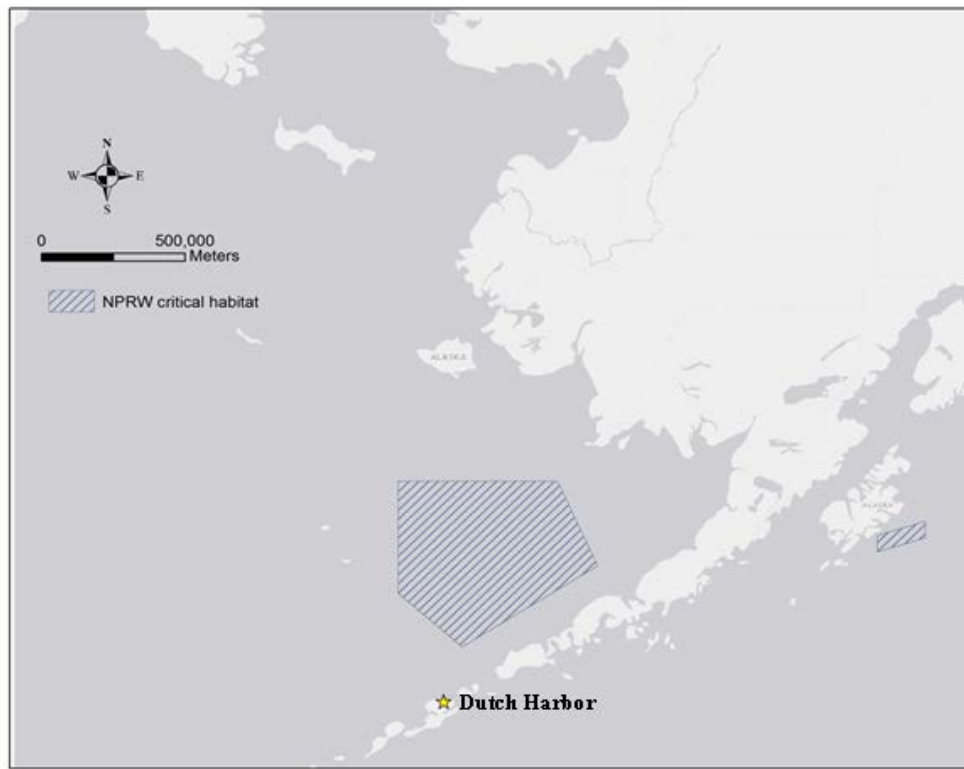 N
W E
S
0 500,000
Meters
NPRW critical habitat
ALASKA
ALASKA
Dutch Harbor